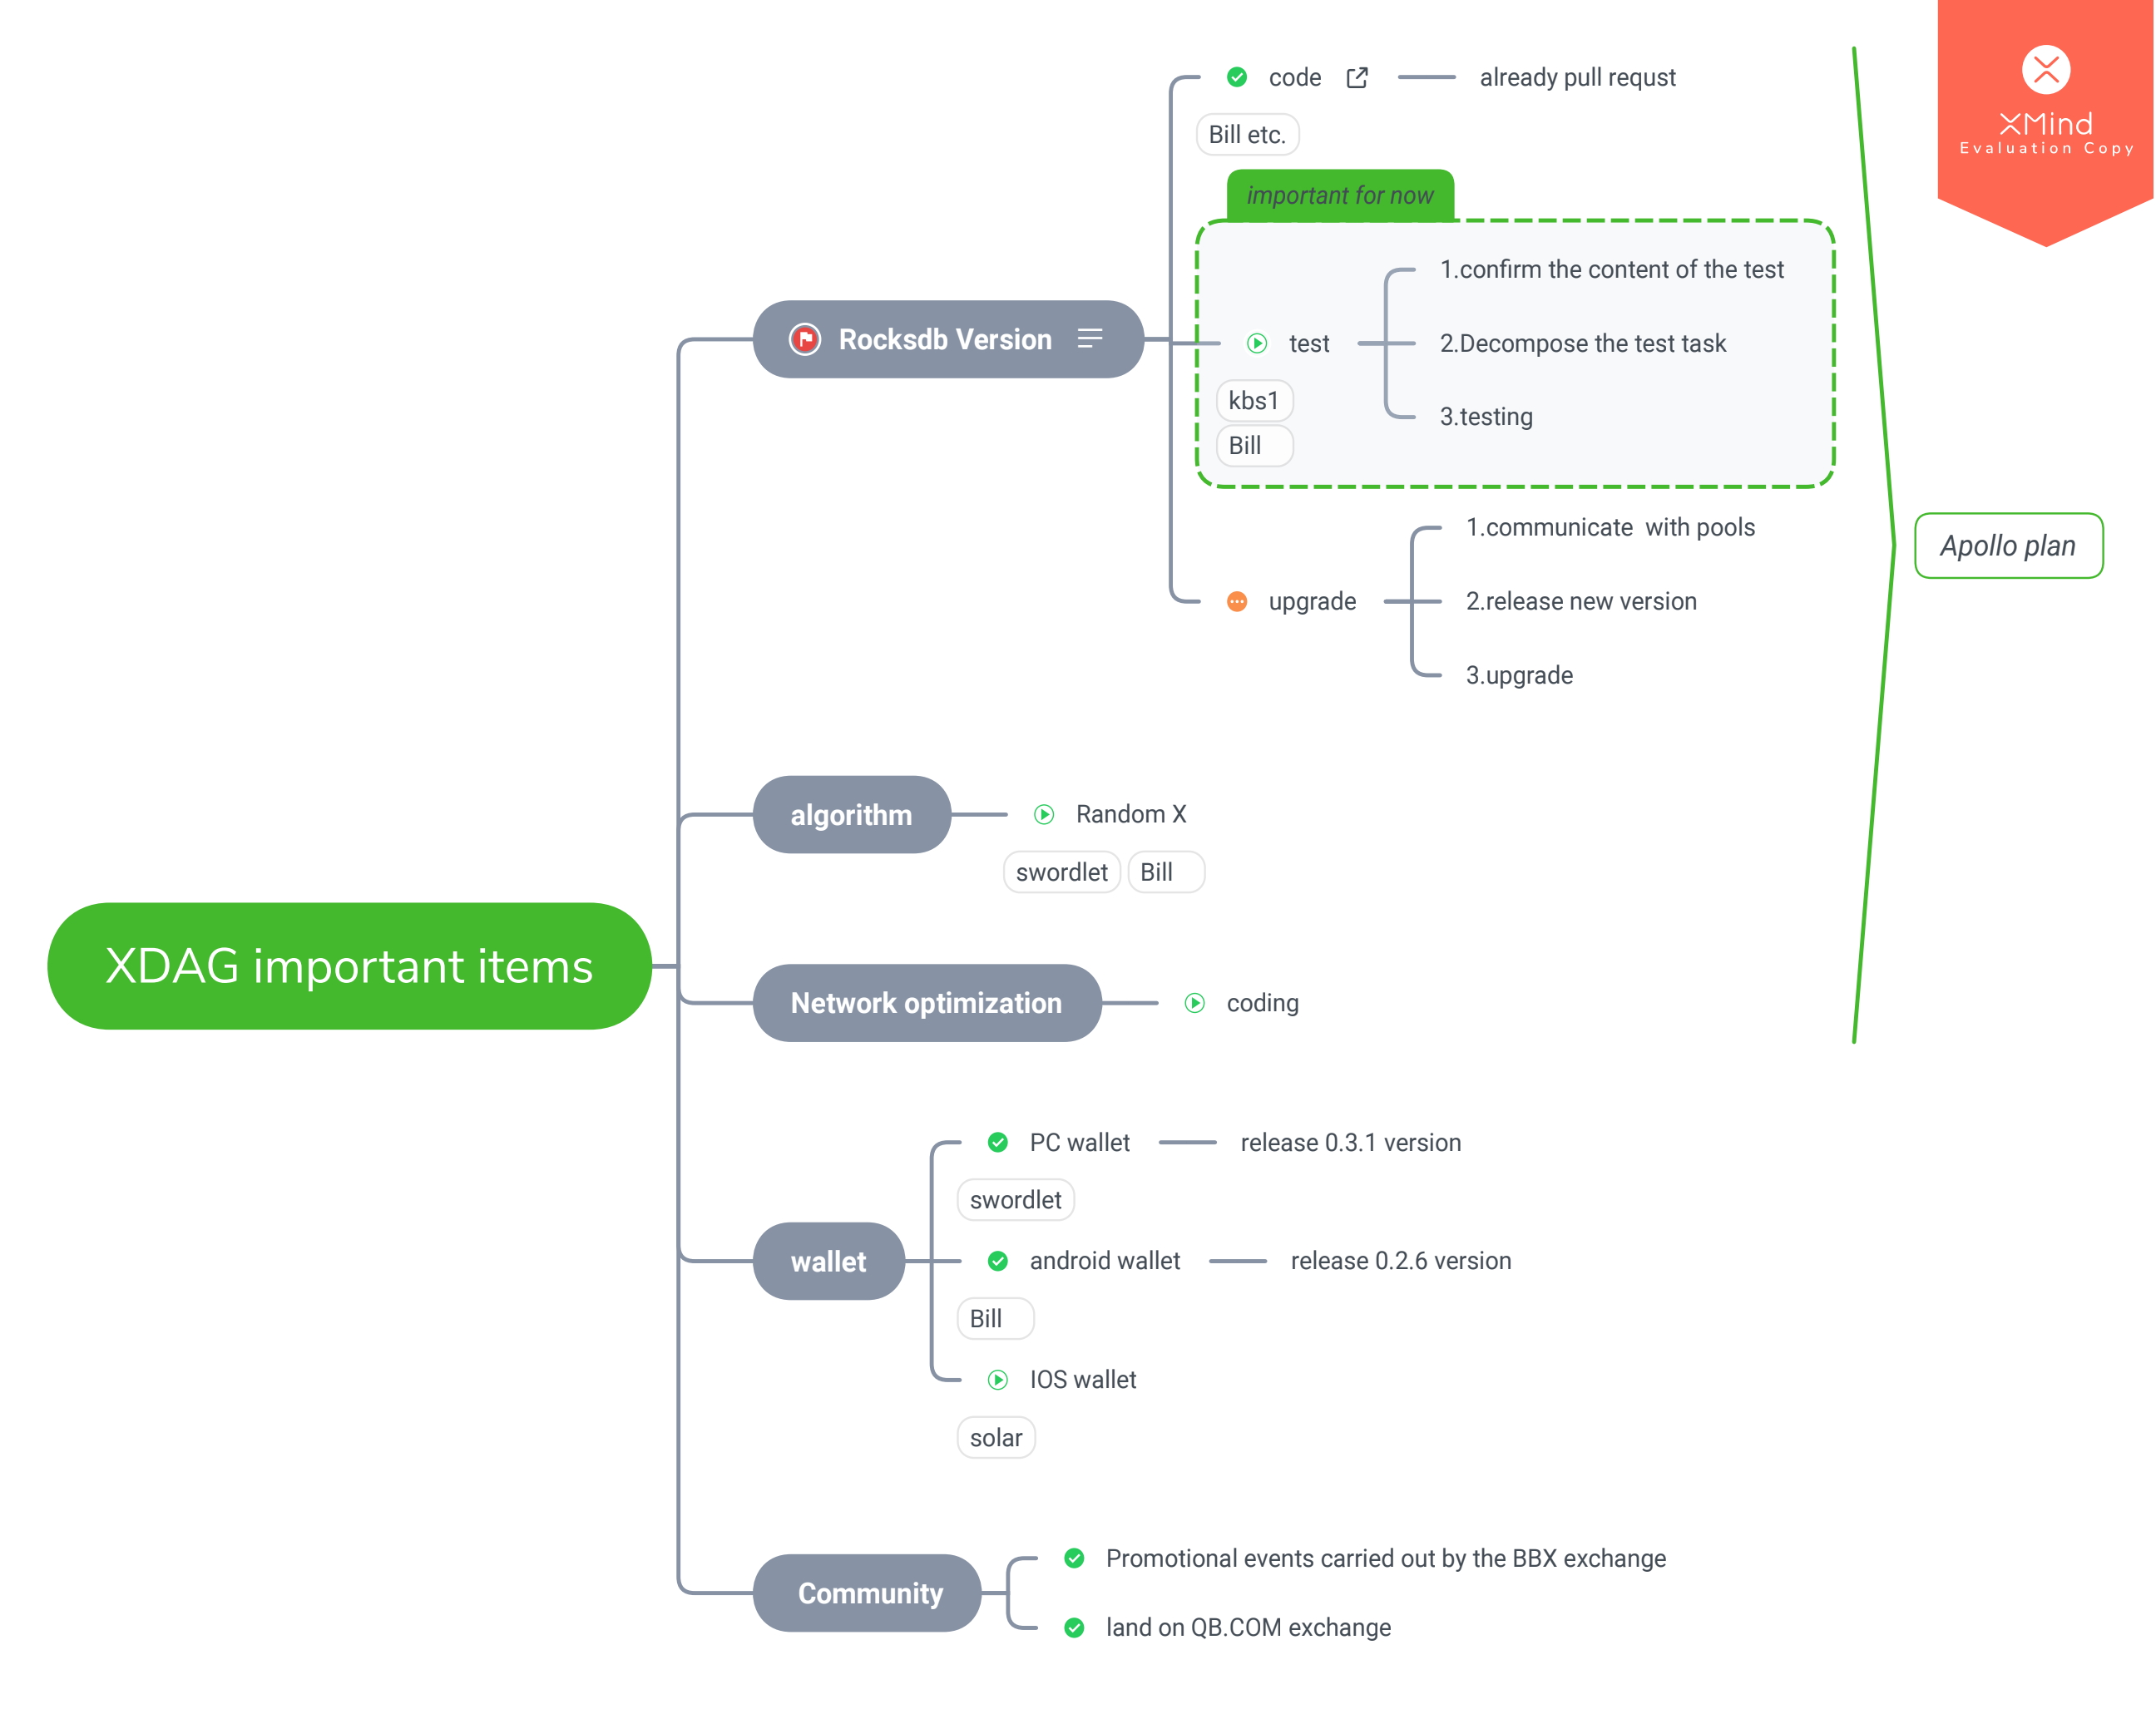 XMind
Evaluation Copy
code
already pull requst
Bill etc.
important for now
1.confirm the content of the test
Rocksdb Version
test
2.Decompose the test task
kbs1
3.testing
Bill
1.communicate  with pools
Apollo plan
upgrade
2.release new version
3.upgrade
algorithm
Random X
swordlet
Bill
XDAG important items
Network optimization
coding
PC wallet
release 0.3.1 version
swordlet
wallet
android wallet
release 0.2.6 version
Bill
IOS wallet
solar
Community
Promotional events carried out by the BBX exchange
land on QB.COM exchange